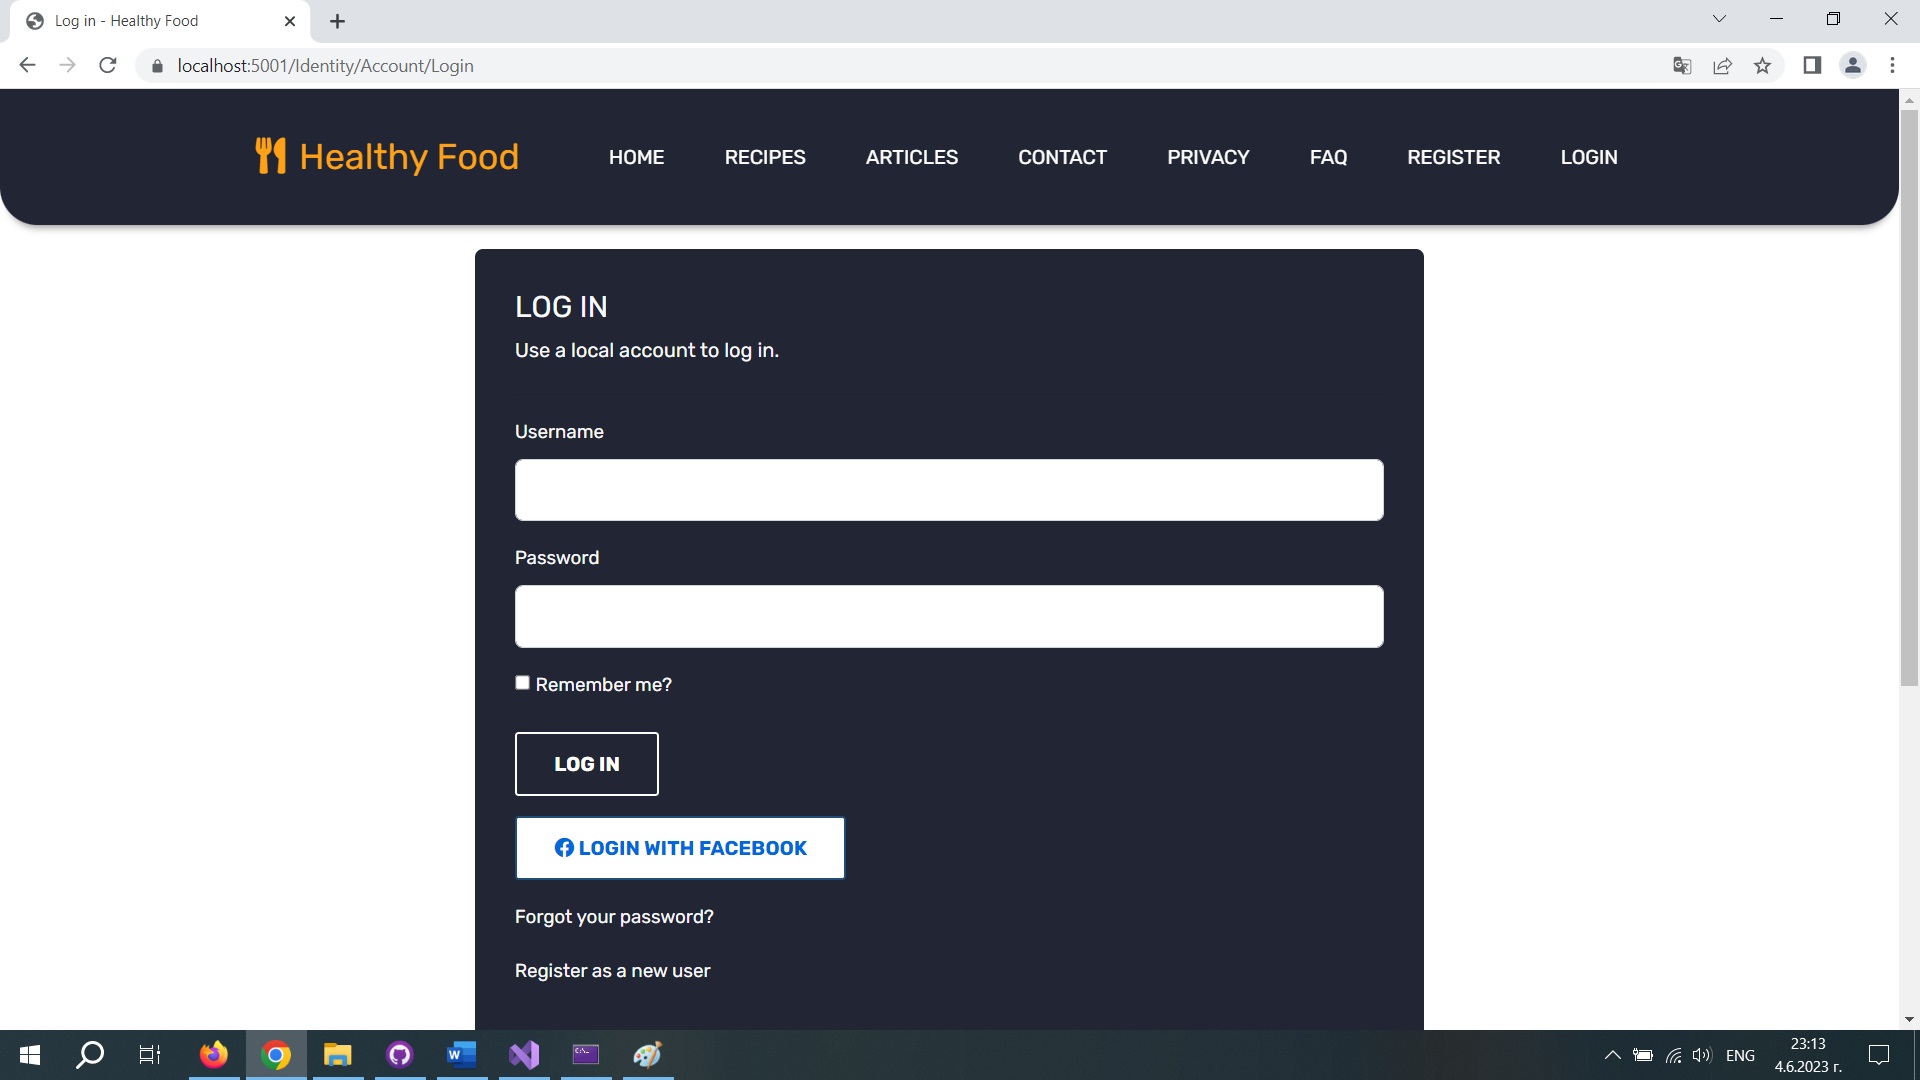 Log in - Healthy Food
localhost:5001/Identity/Account/Login
Healthy Food HOME RECIPES ARTICLES CONTACT PRIVACY FAQ REGISTER LOGIN
LOG IN
Use a local account to log in.
Username
Password
Remember me?
LOG IN
LOGIN WITH FACEBOOK
Forgot your password?
Register as a new user
ENG
23:13
4.6.2023 г.